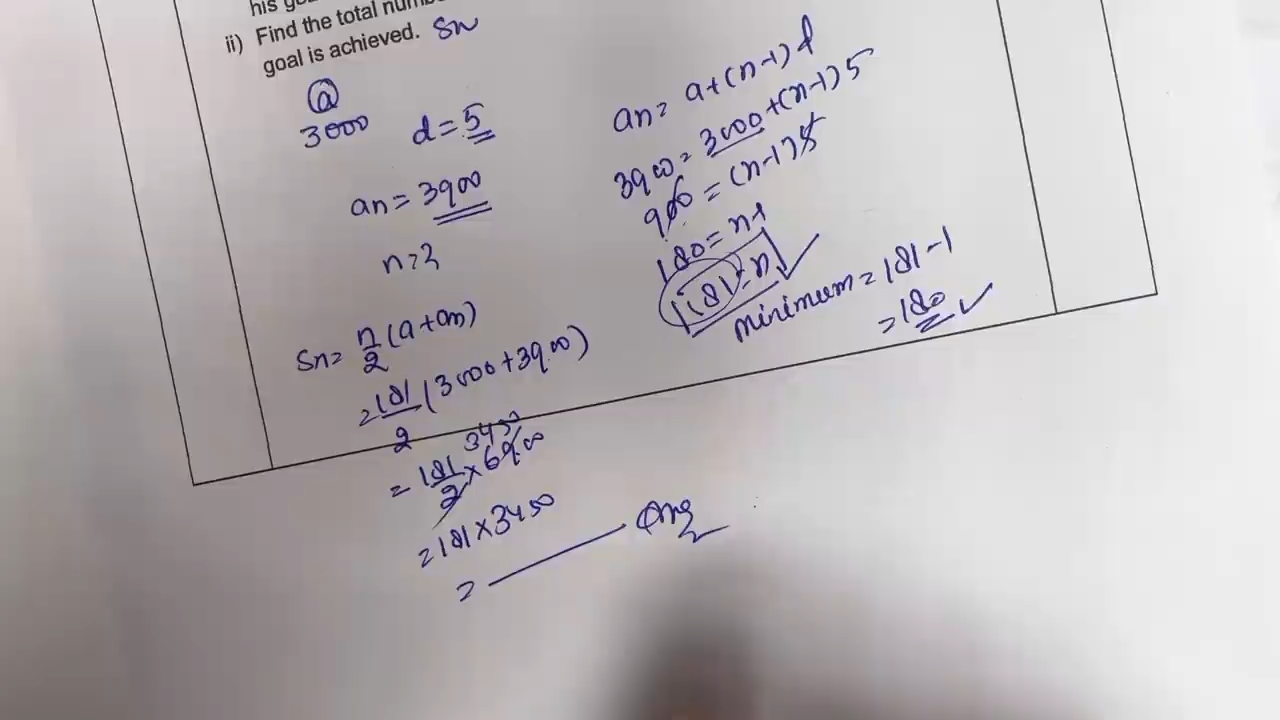 his
ii) Find the total
goal is achieved. Sn
a
3000 d = 5
an = 3900
n = ?
Sn = n/2 (a + an)
= 181/2 (3000 + 3900)
3450
= 181/2 × 6900
= 181 × 3450
= ——— Ans
an = a + (n-1) d
3900 = 3000 + (n-1) 5
900 = (n-1) 5
180 = n-1
181 = n
minimum = 181 - 1
= 180